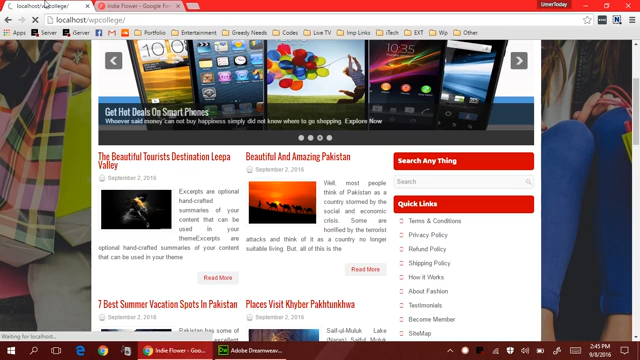 localhost/wpcollege/
Indie Flower - Google F
UmerToday
localhost/wpcollege/
Apps
Server
iServer
Portfolio
Entertainment
Greedy Needs
Codes
Live TV
Imp Links
iTech
EXT
Wp
Other
10:35
Get Hot Deals On Smart Phones
Whoever said money can not buy happiness simply did not know where to go shopping. Explore Now
The Beautiful Tourists Destination Leepa
Valley
September 2, 2016
Excerpts are optional
hand-crafted
summaries of your
content that can be
used in your
themeExcerpts are
optional hand-crafted summaries of your content
that can be used in your theme
Read More
Beautiful And Amazing Pakistan
September 2, 2016
Well, most people
think of Pakistan as a
country stormed by the
social and economic
crisis. Some are
horrified by the terrorist
attacks and think of it as a country no longer
suitable living. But, all of this is the
Read More
Search Any Thing
Search
Quick Links
Terms & Conditions
Privacy Policy
Refund Policy
Shipping Policy
How it Works
About Fashion
Testimonials
Become Member
SiteMap
7 Best Summer Vacation Spots In Pakistan
September 2, 2016
Pakistan has some of
Places Visit Khyber Pakhtunkhwa
September 2, 2016
Saif-ul-Muluk Lake
Waiting for localhost...
Indie Flower - Google...
Adobe Dreamweav...
2:45 PM
9/8/2016